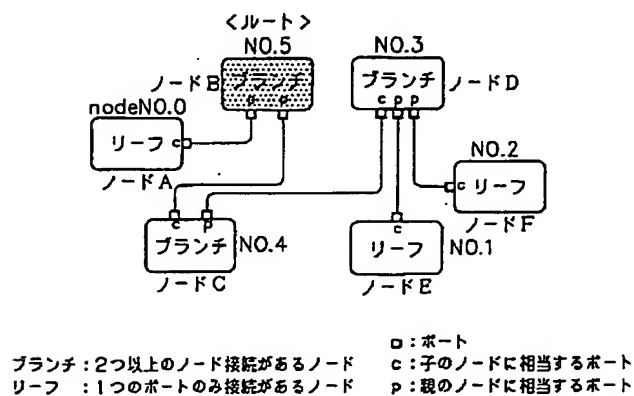 <ルート>
NO.5
NO.3
ノードB
ブランチ
p p
ブランチ
c p p
ノードD
nodeNO.0
リーフ c
ノードA
NO.2
c リーフ
ノードF
c p
ブランチ
NO.4
ノードC
c
リーフ
NO.1
ノードE
□:ポート
ブランチ:2つ以上のノード接続があるノード
c:子のノードに相当するポート
リーフ :1つのポートのみ接続があるノード
p:親のノードに相当するポート